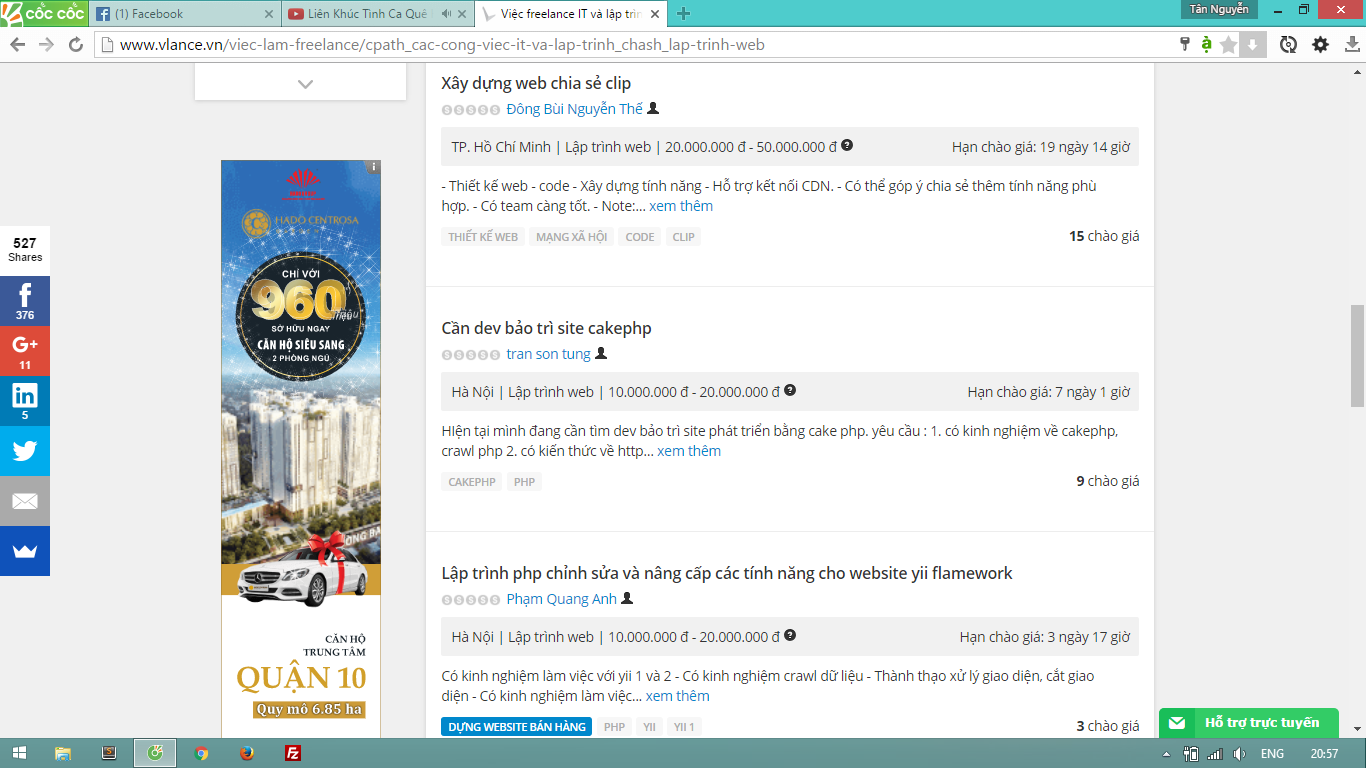 CỐC CỐC
(1) Facebook
Liên Khúc Tình Ca Quê
Việc freelance IT và lập trìn
Tân Nguyễn
www.vlance.vn/viec-lam-freelance/cpath_cac-cong-viec-it-va-lap-trinh_chash_lap-trinh-web
527
Shares
376
G+
11
in
5
HADO CENTROSA
CHỈ VỚI
960
Triệu
SỞ HỮU NGAY
CĂN HỘ SIÊU SANG
2 PHÒNG NGỦ
CĂN HỘ
TRUNG TÂM
QUẬN 10
Quy mô 6.85 ha
Xây dựng web chia sẻ clip
Đông Bùi Nguyễn Thế
TP. Hồ Chí Minh | Lập trình web | 20.000.000 đ - 50.000.000 đ
Hạn chào giá: 19 ngày 14 giờ
- Thiết kế web - code - Xây dựng tính năng - Hỗ trợ kết nối CDN. - Có thể góp ý chia sẻ thêm tính năng phù
hợp. - Có team càng tốt. - Note:... xem thêm
THIẾT KẾ WEB MẠNG XÃ HỘI CODE CLIP
15 chào giá
Cần dev bảo trì site cakephp
tran son tung
Hà Nội | Lập trình web | 10.000.000 đ - 20.000.000 đ
Hạn chào giá: 7 ngày 1 giờ
HIện tại mình đang cần tìm dev bảo trì site phát triển bằng cake php. yêu cầu : 1. có kinh nghiệm về cakephp,
crawl php 2. có kiến thức về http... xem thêm
CAKEPHP PHP
9 chào giá
Lập trình php chỉnh sửa và nâng cấp các tính năng cho website yii flamework
Phạm Quang Anh
Hà Nội | Lập trình web | 10.000.000 đ - 20.000.000 đ
Hạn chào giá: 3 ngày 17 giờ
Có kinh nghiệm làm việc với yii 1 và 2 - Có kinh nghiệm crawl dữ liệu - Thành thạo xử lý giao diện, cắt giao
diện - Có kinh nghiệm làm việc... xem thêm
DỰNG WEBSITE BÁN HÀNG PHP YII YII 1
3 chào giá
Hỗ trợ trực tuyến
ENG
20:57